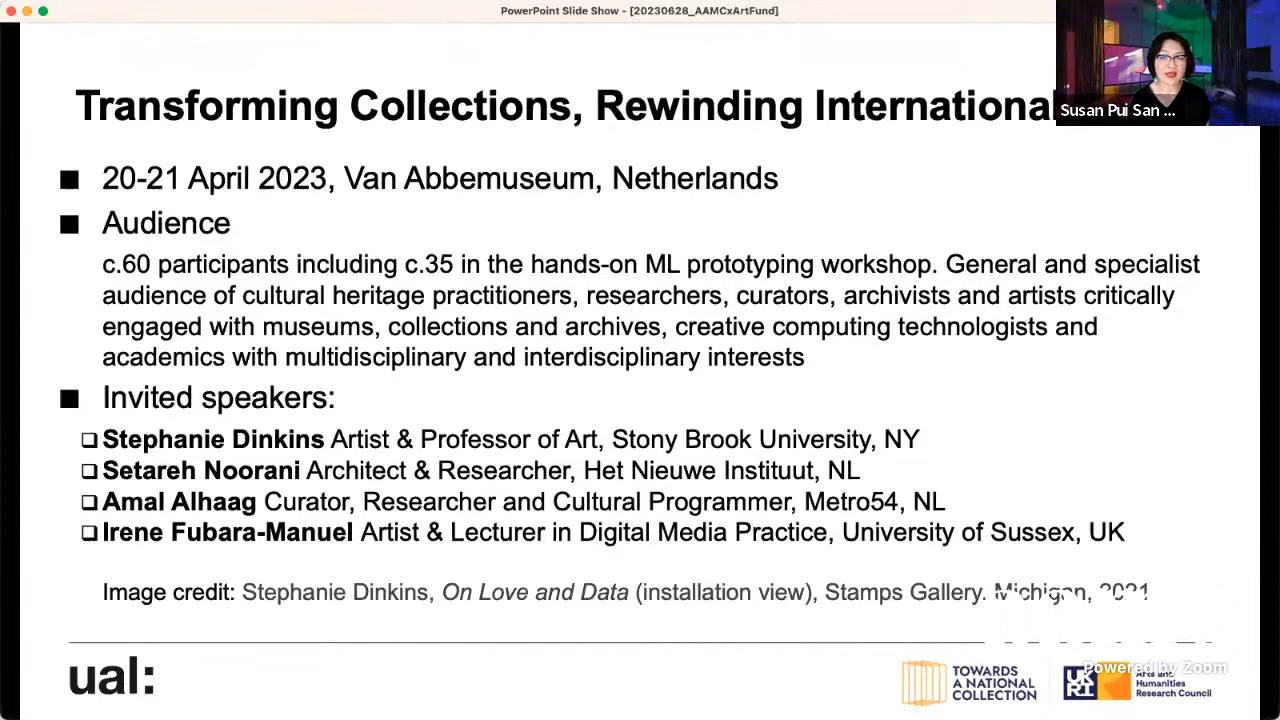 PowerPoint Slide Show - [20230628_AAMCxArtFund]
Transforming Collections, Rewinding Internationa
Susan Pui San ...
20-21 April 2023, Van Abbemuseum, Netherlands
Audience
c.60 participants including c.35 in the hands-on ML prototyping workshop. General and specialist
audience of cultural heritage practitioners, researchers, curators, archivists and artists critically
engaged with museums, collections and archives, creative computing technologists and
academics with multidisciplinary and interdisciplinary interests
Invited speakers:
Stephanie Dinkins Artist & Professor of Art, Stony Brook University, NY
Setareh Noorani Architect & Researcher, Het Nieuwe Instituut, NL
Amal Alhaag Curator, Researcher and Cultural Programmer, Metro54, NL
Irene Fubara-Manuel Artist & Lecturer in Digital Media Practice, University of Sussex, UK
Image credit: Stephanie Dinkins, On Love and Data (installation view), Stamps Gallery, Michigan, 2021
ual:
TOWARDS
A NATIONAL
COLLECTION
UKRI
Arts and
Humanities
Research Council
Powered by Zoom